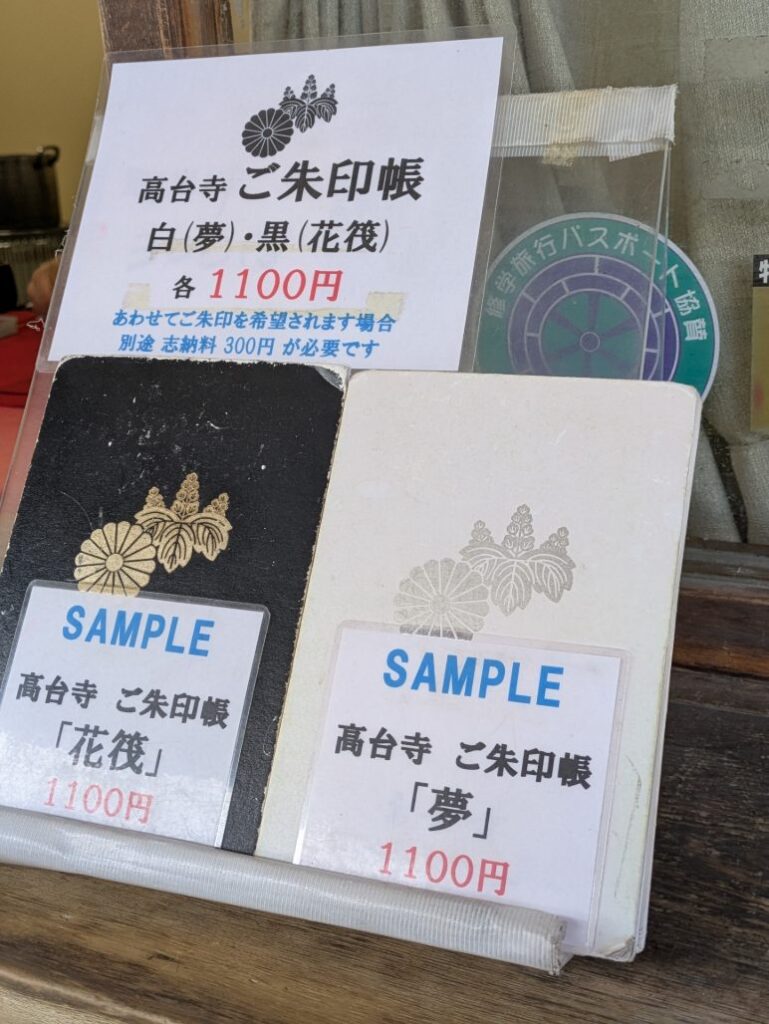 高台寺 ご朱印帳
白(夢)・黒(花筏)
各 1100円
あわせてご朱印を希望されます場合
別途 志納料 300円 が必要です
修学旅行パスポート協賛
SAMPLE
高台寺 ご朱印帳
「花筏」
1100円
SAMPLE
高台寺 ご朱印帳
「夢」
1100円